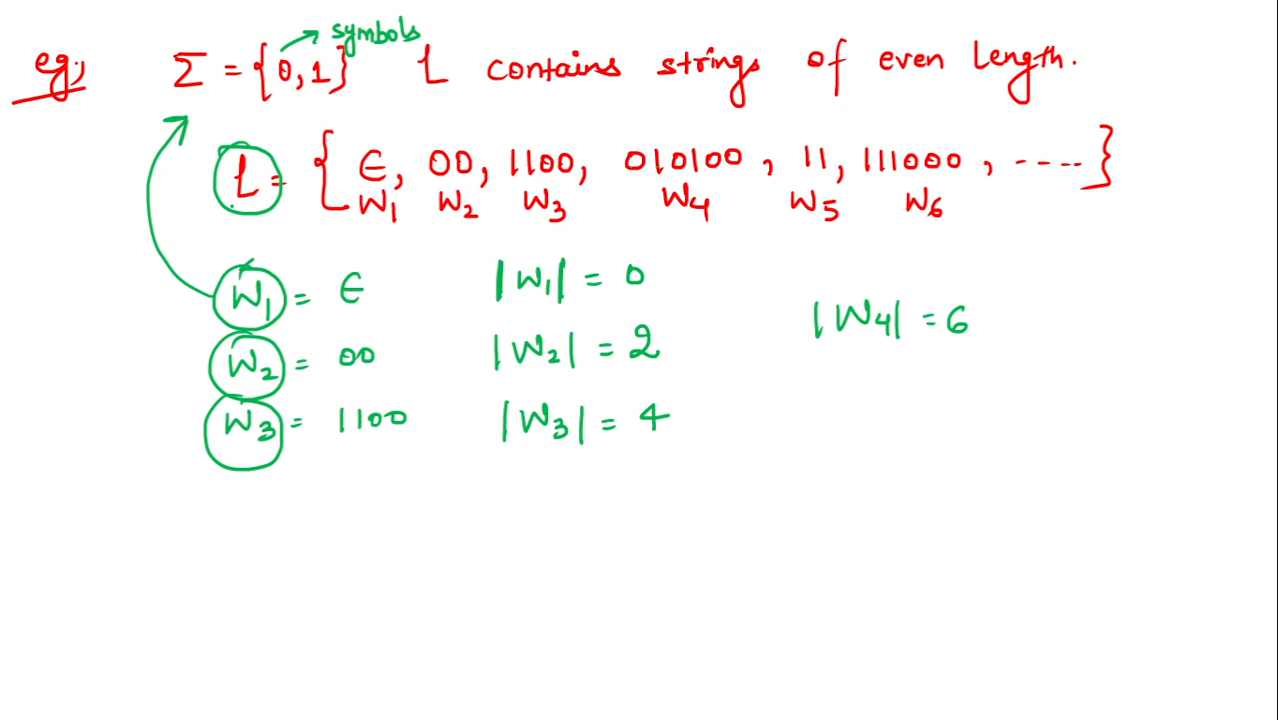 symbols
eg;) Σ = {0,1} L contains strings of even length.
L = { ∈, 00, 1100, 010100, 11, 111000, ---- }
W1 W2 W3 W4 W5 W6
W1 = ∈ |W1| = 0
|W4| = 6
W2 = 00 |W2| = 2
W3 = 1100 |W3| = 4